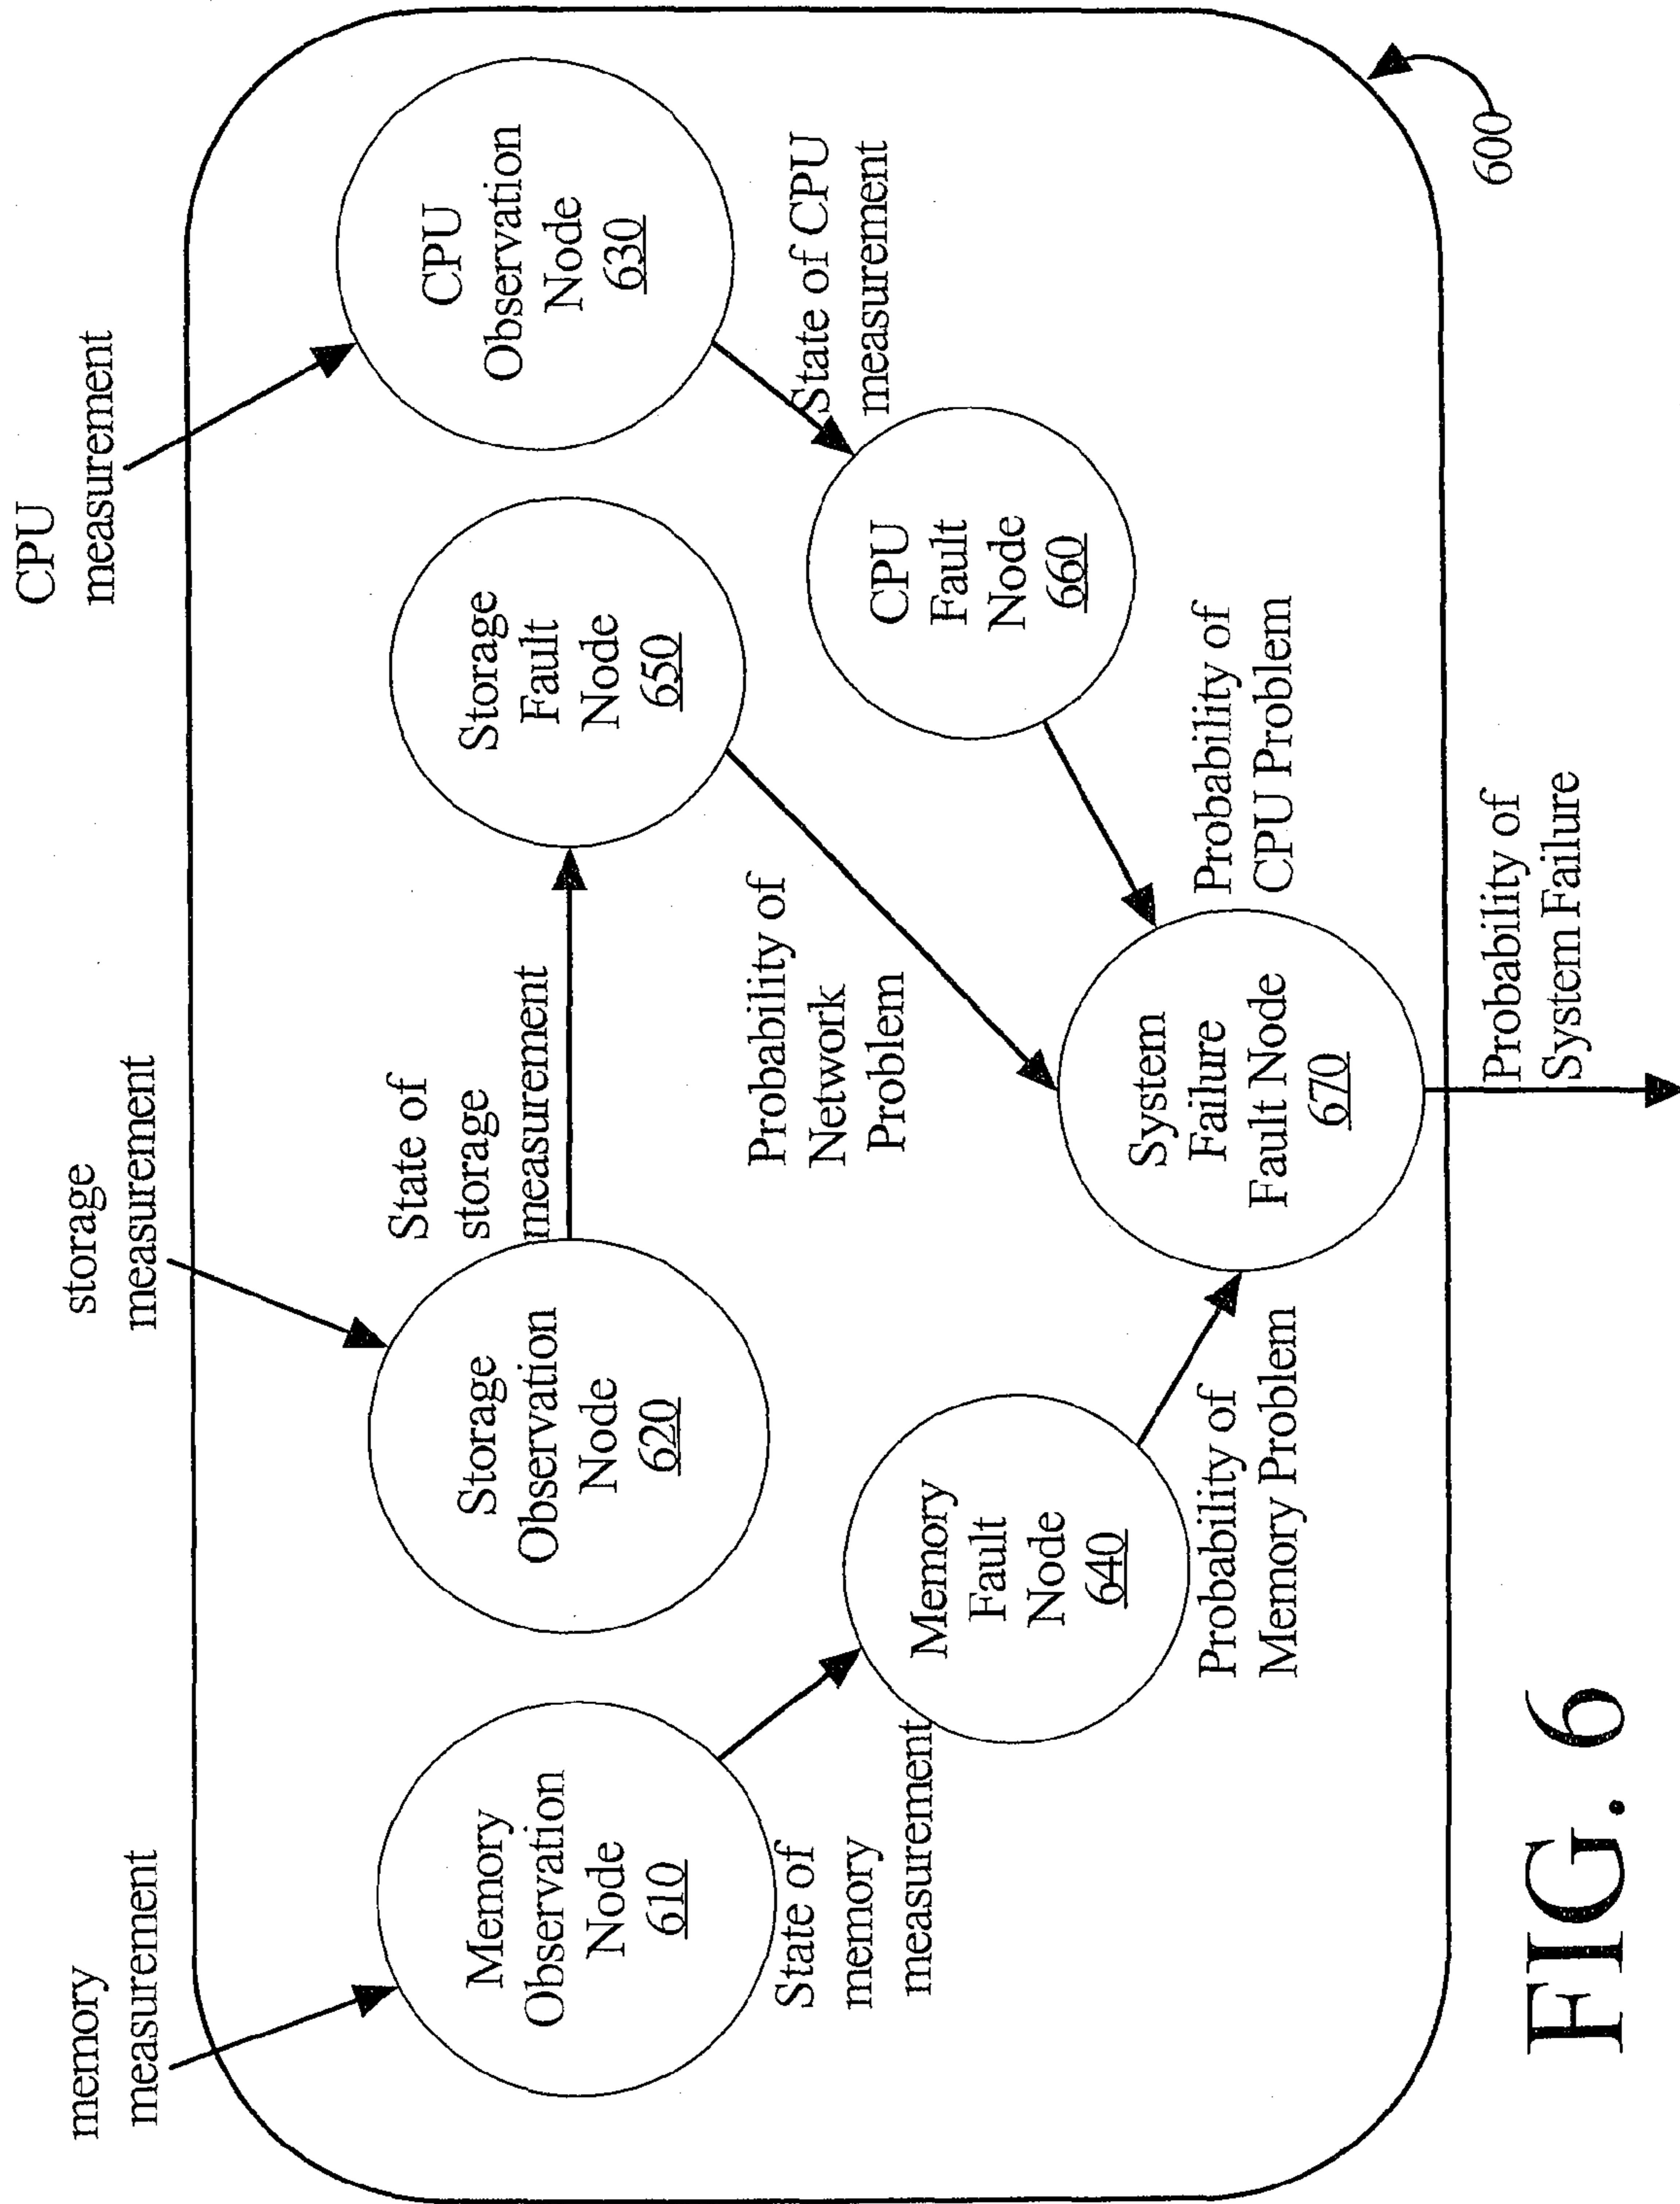 memory
measurement
storage
measurement
CPU
measurement
Memory
Observation
Node
610
Storage
Observation
Node
620
State of
storage
measurement
Storage
Fault
Node
650
CPU
Observation
Node
630
State of
memory
measurement
Memory
Fault
Node
640
Probability of
Network
Problem
CPU
Fault
Node
660
State of CPU
measurement
Probability of
Memory Problem
System
Failure
Fault Node
670
Probability of
CPU Problem
Probability of
System Failure
600
FIG. 6